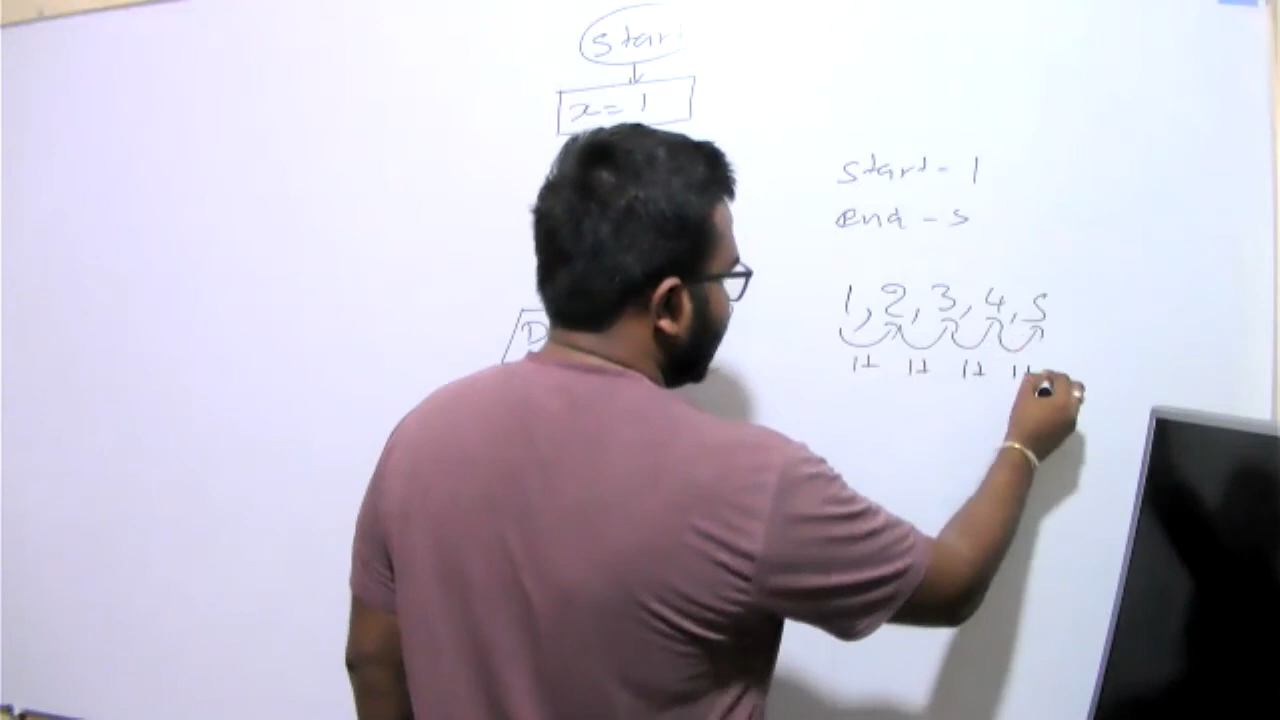 Start
x = 1
Start - 1
end - 5
1, 2, 3, 4, 5
1+ 1+ 1+ 1+
D